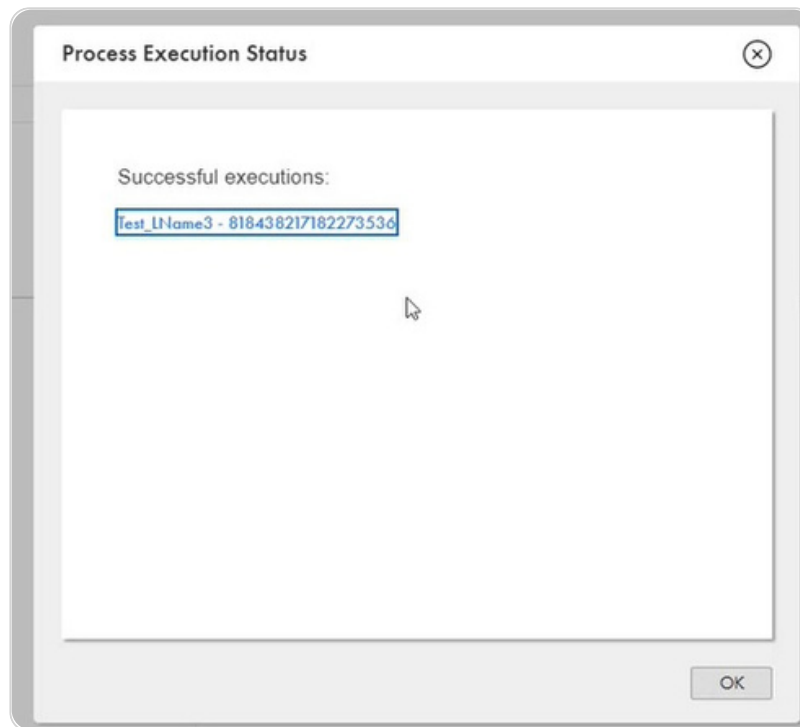 Process Execution Status
Successful executions:
Test_LName3 - 818438217182273536
OK